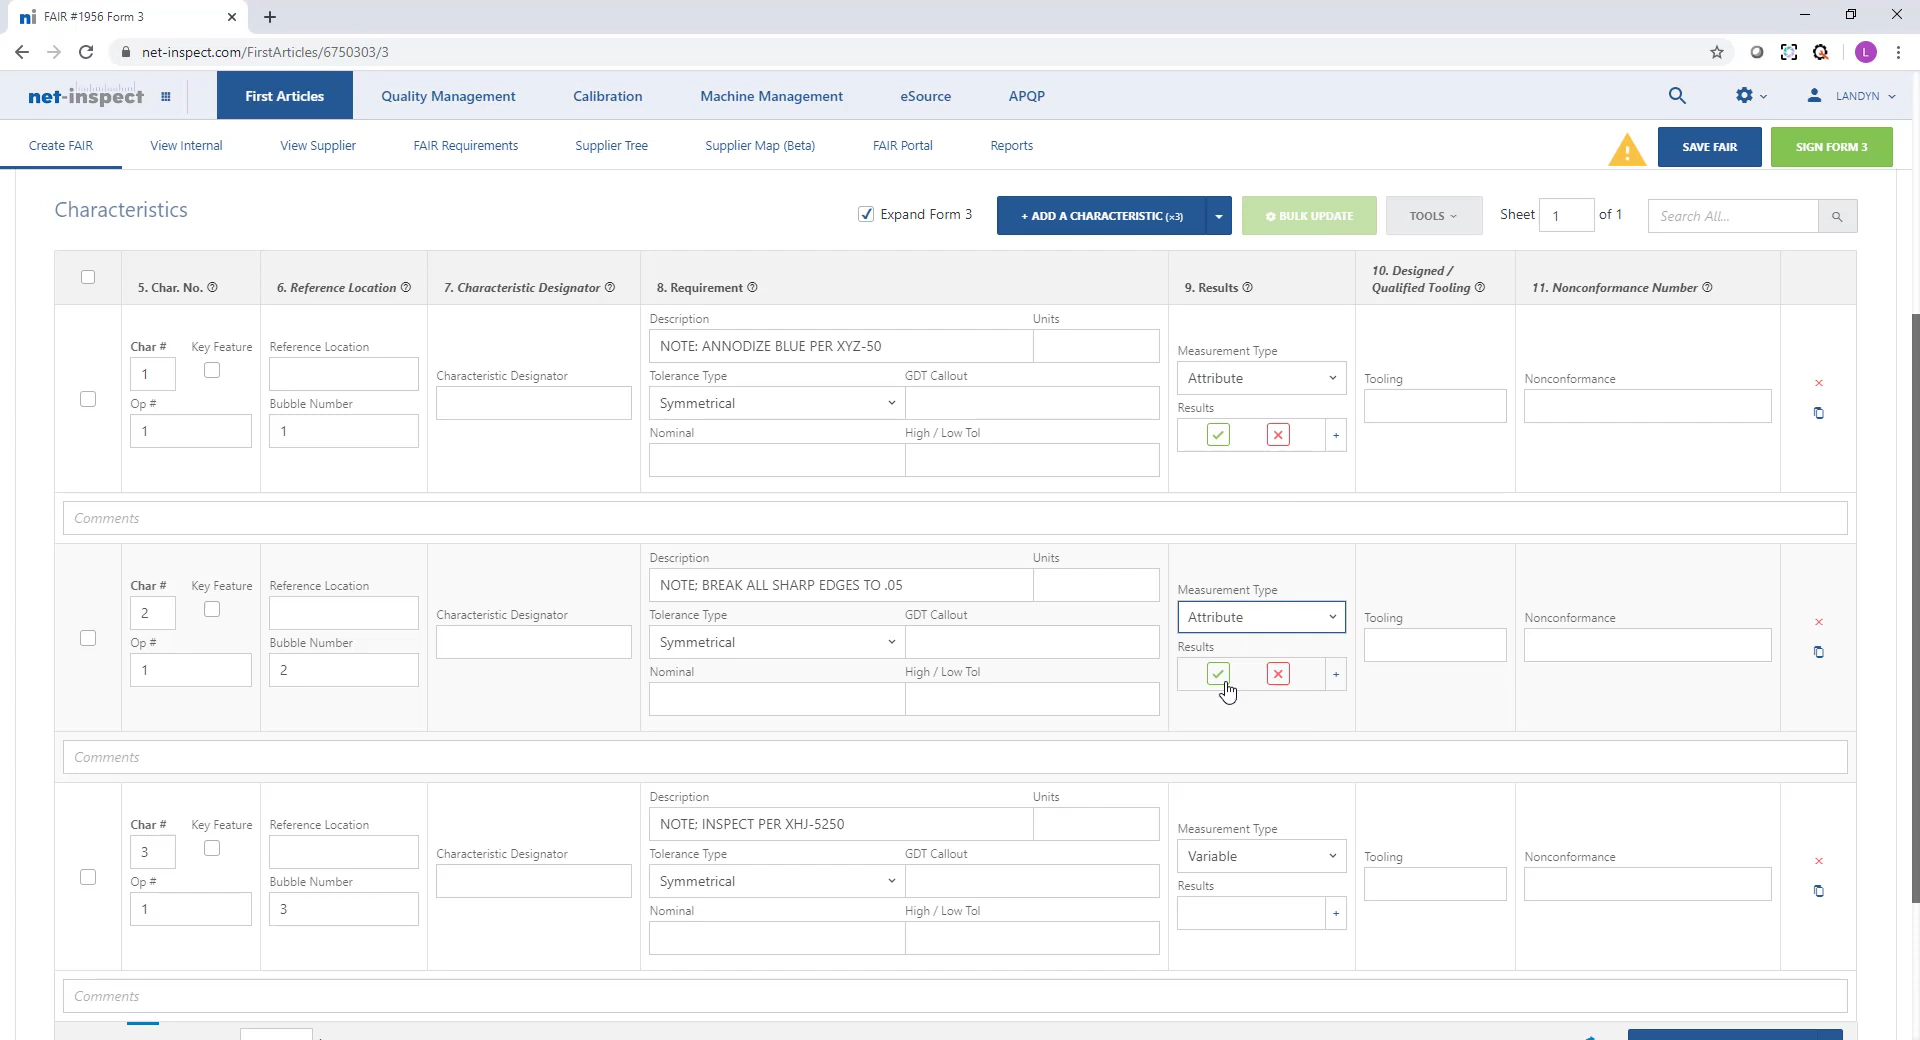 FAIR #1956 Form 3
net-inspect.com/FirstArticles/6750303/3
L
net-inspect
First Articles Quality Management Calibration Machine Management eSource APQP LANDYN
Create FAIR View Internal View Supplier FAIR Requirements Supplier Tree Supplier Map (Beta) FAIR Portal Reports SAVE FAIR SIGN FORM 3
Characteristics Expand Form 3 + ADD A CHARACTERISTIC (x3) BULK UPDATE TOOLS Sheet 1 of 1 Search All...
5. Char. No. 6. Reference Location 7. Characteristic Designator 8. Requirement 9. Results 10. Designed / Qualified Tooling 11. Nonconformance Number
Description Units
Char # Key Feature Reference Location NOTE: ANNODIZE BLUE PER XYZ-50 Measurement Type
1 Characteristic Designator Tolerance Type GDT Callout Attribute Tooling Nonconformance
Op # Bubble Number Symmetrical Results
1 1 Nominal High / Low Tol +
Comments
Description Units
Char # Key Feature Reference Location NOTE; BREAK ALL SHARP EDGES TO .05 Measurement Type
2 Characteristic Designator Tolerance Type GDT Callout Attribute Tooling Nonconformance
Op # Bubble Number Symmetrical Results
1 2 Nominal High / Low Tol +
Comments
Description Units
Char # Key Feature Reference Location NOTE; INSPECT PER XHJ-5250 Measurement Type
3 Characteristic Designator Tolerance Type GDT Callout Variable Tooling Nonconformance
Op # Bubble Number Symmetrical Results
1 3 Nominal High / Low Tol +
Comments